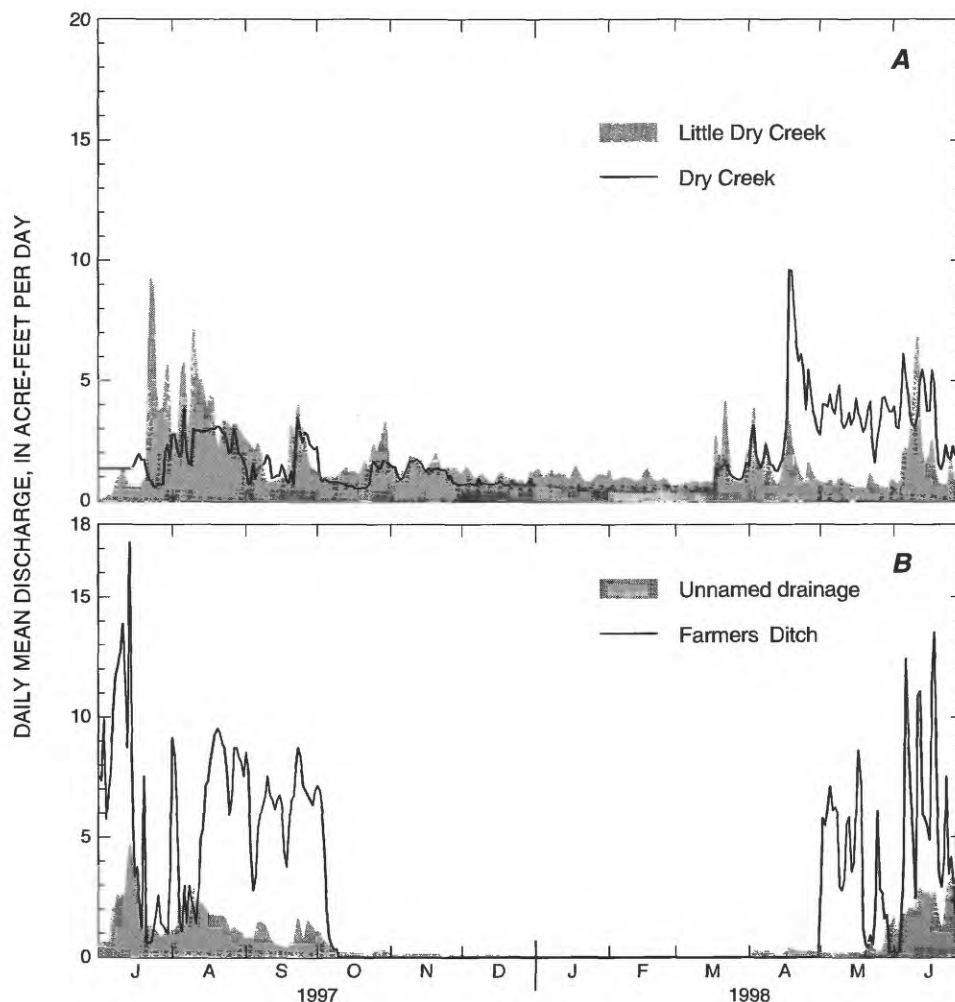 DAILY MEAN DISCHARGE, IN ACRE-FEET PER DAY
20
15
10
5
0
A
Little Dry Creek
Dry Creek
18
15
10
5
0
B
Unnamed drainage
Farmers Ditch
J A S O N D J F M A M J
1997 1998